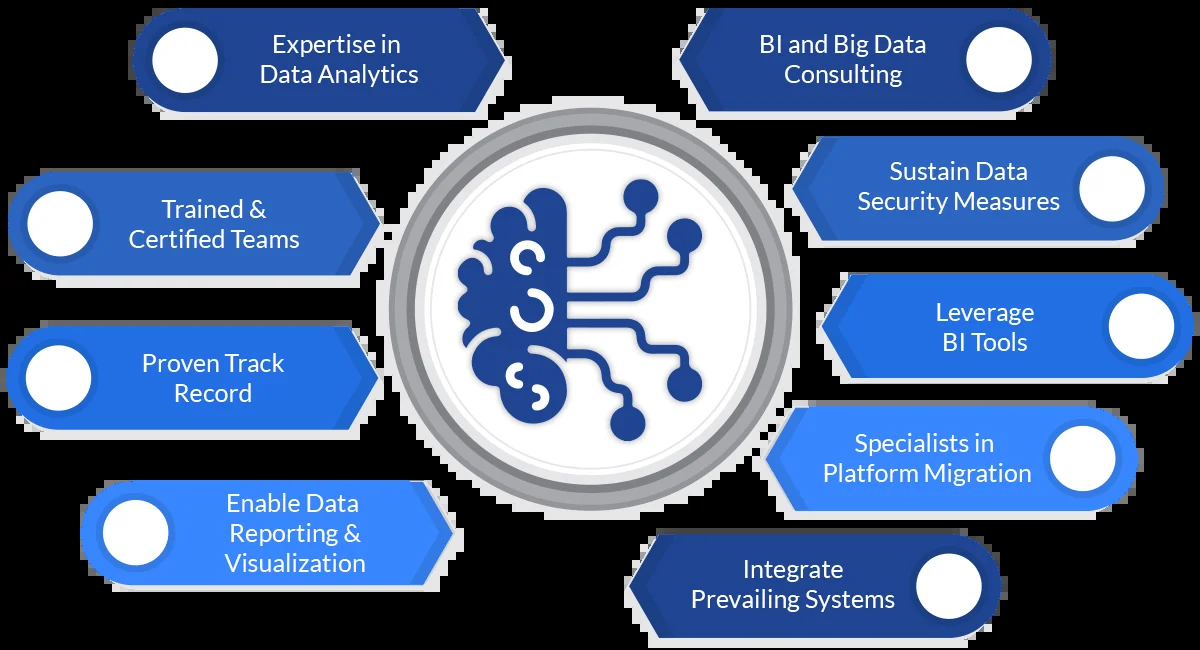 Expertise in
Data Analytics
Trained &
Certified Teams
Proven Track
Record
Enable Data
Reporting &
Visualization
BI and Big Data
Consulting
Sustain Data
Security Measures
Leverage
BI Tools
Specialists in
Platform Migration
Integrate
Prevailing Systems